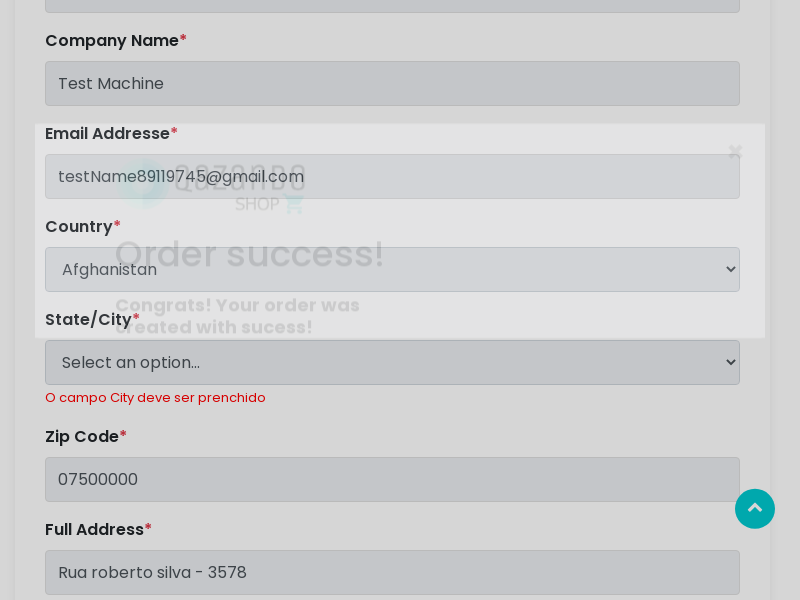 Company Name*
Test Machine
Email Addresse*
testName89119745@gmail.com
QAZANDO
SHOP
Country*
Order success!
Afghanistan
Congrats! Your order was
State/City*
created with sucess!
Select an option...
O campo City deve ser prenchido
Zip Code*
07500000
Full Address*
Rua roberto silva - 3578